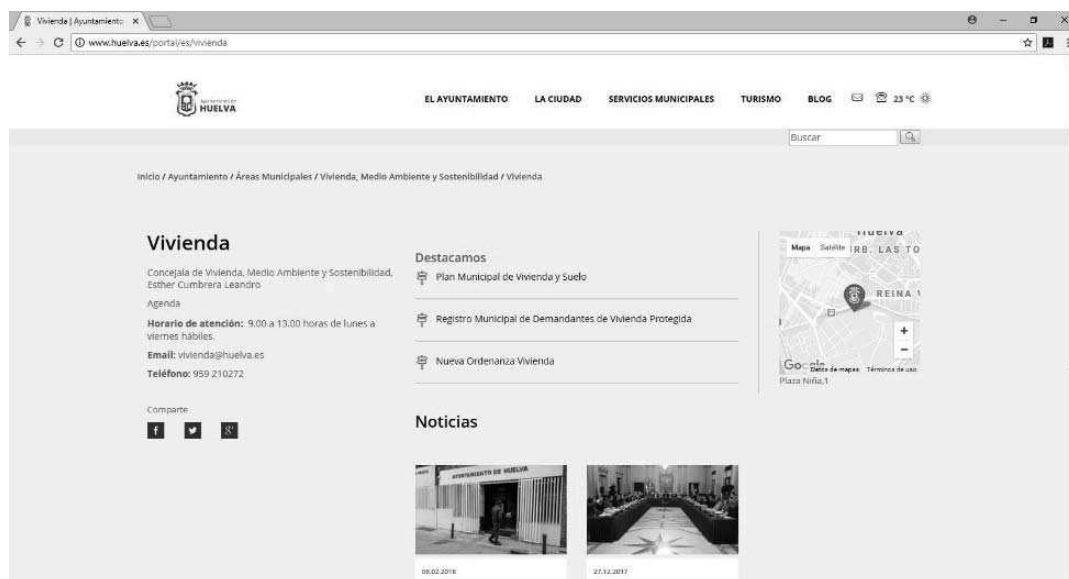 Vivienda | Ayuntamiento
www.huelva.es/portal/es/vivienda
HUELVA
EL AYUNTAMIENTO LA CIUDAD SERVICIOS MUNICIPALES TURISMO BLOG 23 °C
Buscar
Inicio / Ayuntamiento / Áreas Municipales / Vivienda, Medio Ambiente y Sostenibilidad / Vivienda
Vivienda
Concejala de Vivienda, Medio Ambiente y Sostenibilidad,
Esther Cumbrera Leandro
Agenda
Horario de atención: 9.00 a 13.00 horas de lunes a
viernes hábiles.
Email: vivienda@huelva.es
Teléfono: 959 210272
Comparte
Destacamos
Plan Municipal de Vivienda y Suelo
Registro Municipal de Demandantes de Vivienda Protegida
Nueva Ordenanza Vivienda
Huelva
Mapa Satélite
REINA
+
−
Google Datos de mapas Términos de uso
Plaza Niña,1
Noticias
AYUNTAMIENTO DE HUELVA
27.12.2017